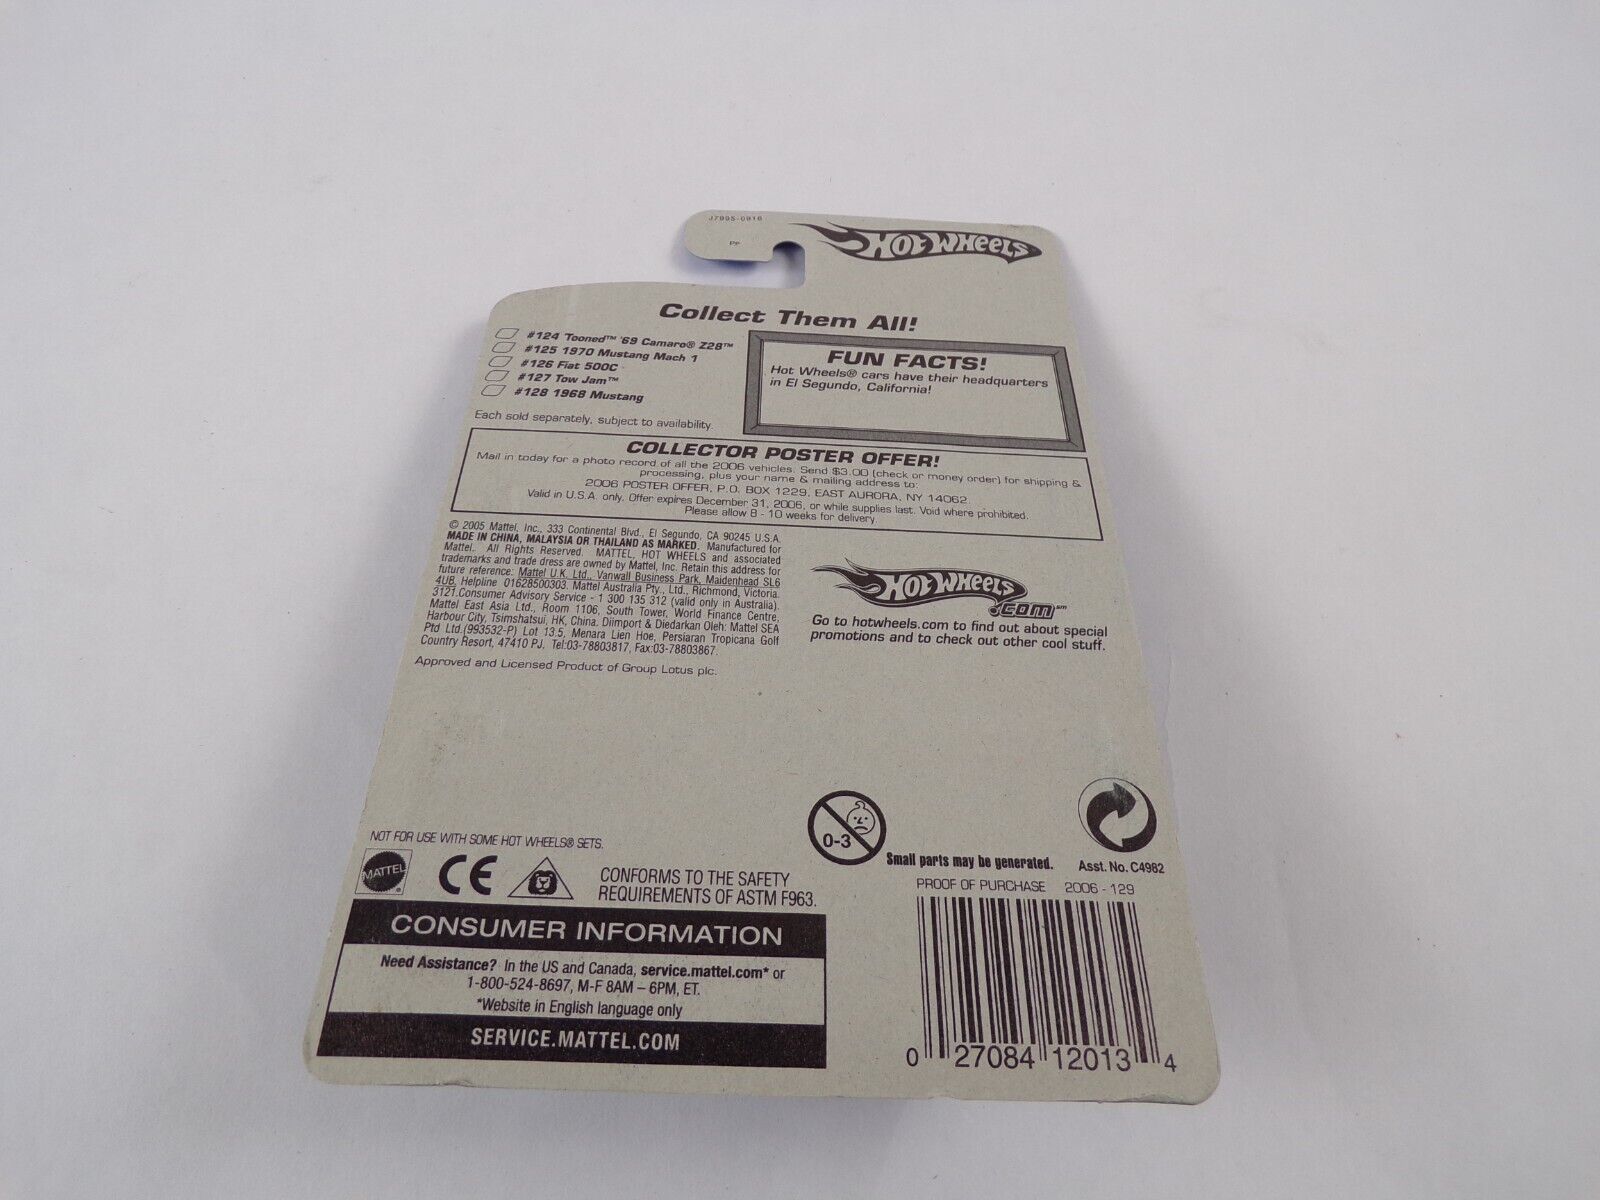 J7995-0918
PP
HOT WHEELS
Collect Them All!
#124 Tooned™ '69 Camaro® Z28™
#125 1970 Mustang Mach 1
#126 Fiat 500C
#127 Tow Jam™
#128 1968 Mustang
Each sold separately, subject to availability.
FUN FACTS!
Hot Wheels® cars have their headquarters
in El Segundo, California!
COLLECTOR POSTER OFFER!
Mail in today for a photo record of all the 2006 vehicles. Send $3.00 (check or money order) for shipping &
processing, plus your name & mailing address to:
2006 POSTER OFFER, P.O. BOX 1229, EAST AURORA, NY 14052.
Valid in U.S.A. only. Offer expires December 31, 2006, or while supplies last. Void where prohibited.
Please allow 8 - 10 weeks for delivery.
© 2005 Mattel, Inc., 333 Continental Blvd., El Segundo, CA 90245 U.S.A.
MADE IN CHINA, MALAYSIA OR THAILAND AS MARKED. Manufactured for
Mattel. All Rights Reserved. MATTEL, HOT WHEELS and associated
trademarks and trade dress are owned by Mattel, Inc. Retain this address for
future reference: Mattel U.K. Ltd., Vanwall Business Park, Maidenhead SL6
4UB. Helpline 01628500303. Mattel Australia Pty., Ltd., Richmond, Victoria.
3121.Consumer Advisory Service - 1 300 135 312 (valid only in Australia).
Mattel East Asia Ltd., Room 1106, South Tower, World Finance Centre,
Harbour City, Tsimshatsui, HK, China. Diimport & Diedarkan Oleh: Mattel SEA
Ptd Ltd.(993532-P) Lot 13.5, Menara Lien Hoe, Persiaran Tropicana Golf
Country Resort, 47410 PJ. Tel:03-78803817, Fax:03-78803867.
Approved and Licensed Product of Group Lotus plc.
HOT WHEELS
.com℠
Go to hotwheels.com to find out about special
promotions and to check out other cool stuff.
NOT FOR USE WITH SOME HOT WHEELS® SETS.
MATTEL®
CE
CONFORMS TO THE SAFETY
REQUIREMENTS OF ASTM F963.
0-3
Small parts may be generated.
Asst. No. C4982
PROOF OF PURCHASE 2006 - 129
CONSUMER INFORMATION
Need Assistance? In the US and Canada, service.mattel.com* or
1-800-524-8697, M-F 8AM – 6PM, ET.
*Website in English language only
SERVICE.MATTEL.COM
0 27084 12013 4